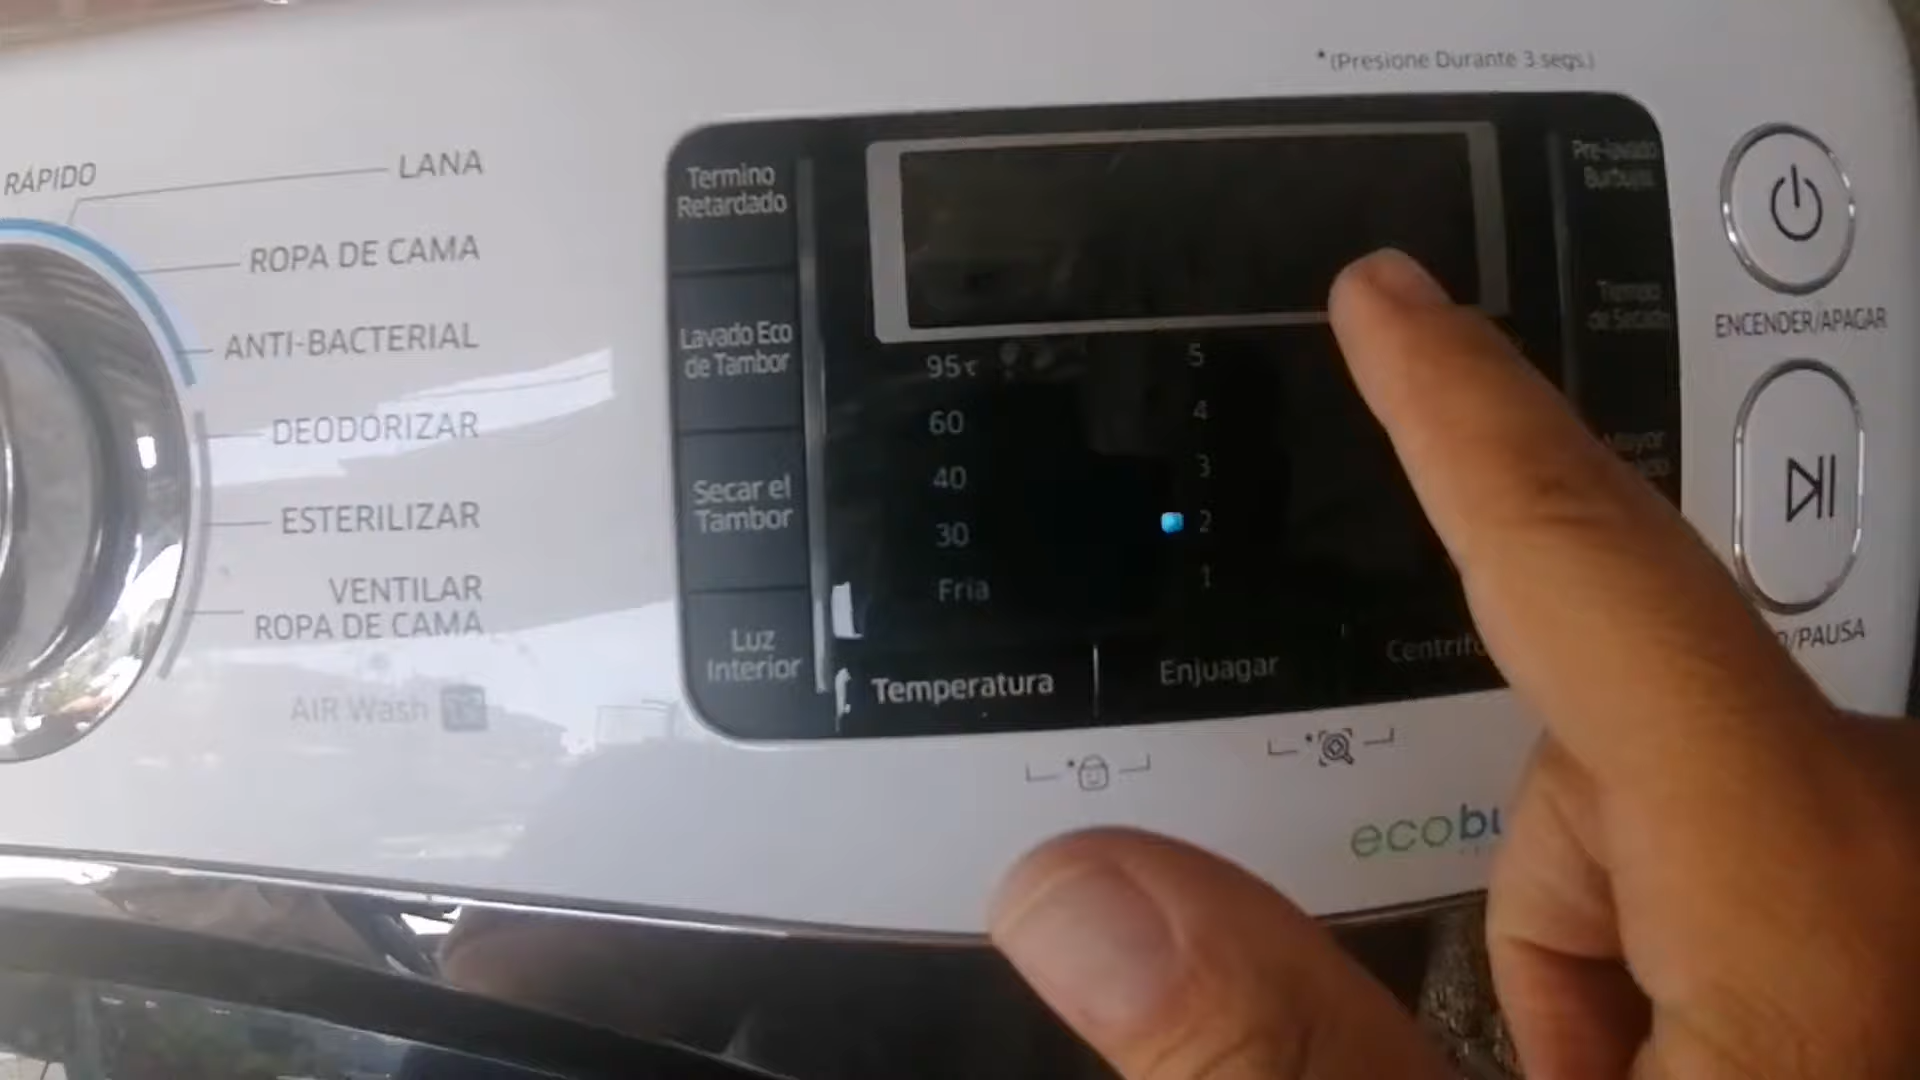 *(Presione Durante 3 segs.)
RÁPIDO
LANA
ROPA DE CAMA
ANTI-BACTERIAL
DEODORIZAR
ESTERILIZAR
VENTILAR
ROPA DE CAMA
AIR Wash
Termino
Retardado
Lavado Eco
de Tambor
Secar el
Tambor
Luz
Interior
95℃
60
40
30
Fría
Temperatura
5
4
3
2
1
Enjuagar
Centrifu
Pre-lavado
Burbujas
Tiempo
de Secado
ENCENDER/APAGAR
R/PAUSA
ecobu